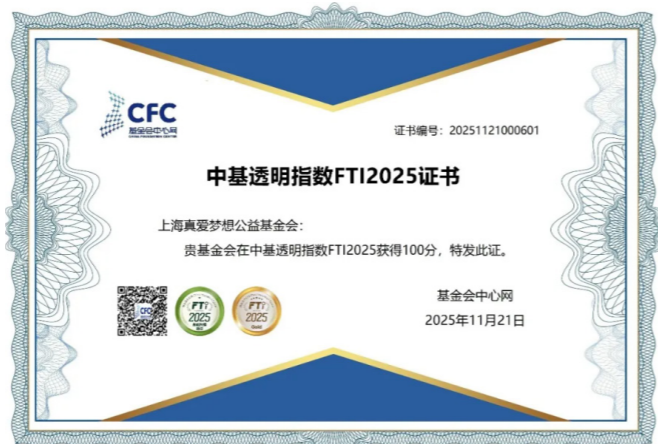 CFC
基金会中心网
CHINA FOUNDATION CENTER
证书编号：20251121000601
中基透明指数FTI2025证书
上海真爱梦想公益基金会：
贵基金会在中基透明指数FTI2025获得100分，特发此证。
CFC
FTi
2025
FTi
2025
Gold
基金会中心网
2025年11月21日